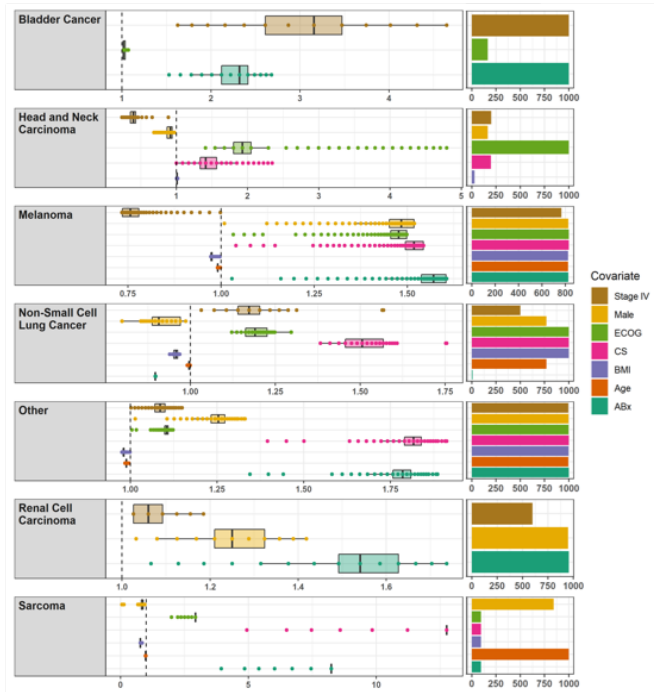 Bladder Cancer
1 2 3 4
0 250 500 750 1000
Head and Neck
Carcinoma
1 2 3 4 5
0 250 500 750 1000
Melanoma
0.75 1.00 1.25 1.50
0 200 400 600 800
Non-Small Cell
Lung Cancer
1.00 1.25 1.50 1.75
0 250 500 750 1000
Other
1.00 1.25 1.50 1.75
0 250 500 750 1000
Renal Cell
Carcinoma
1.0 1.2 1.4 1.6
0 250 500 750 1000
Sarcoma
0 5 10
0 250 500 750 1000
Covariate
Stage IV
Male
ECOG
CS
BMI
Age
ABx